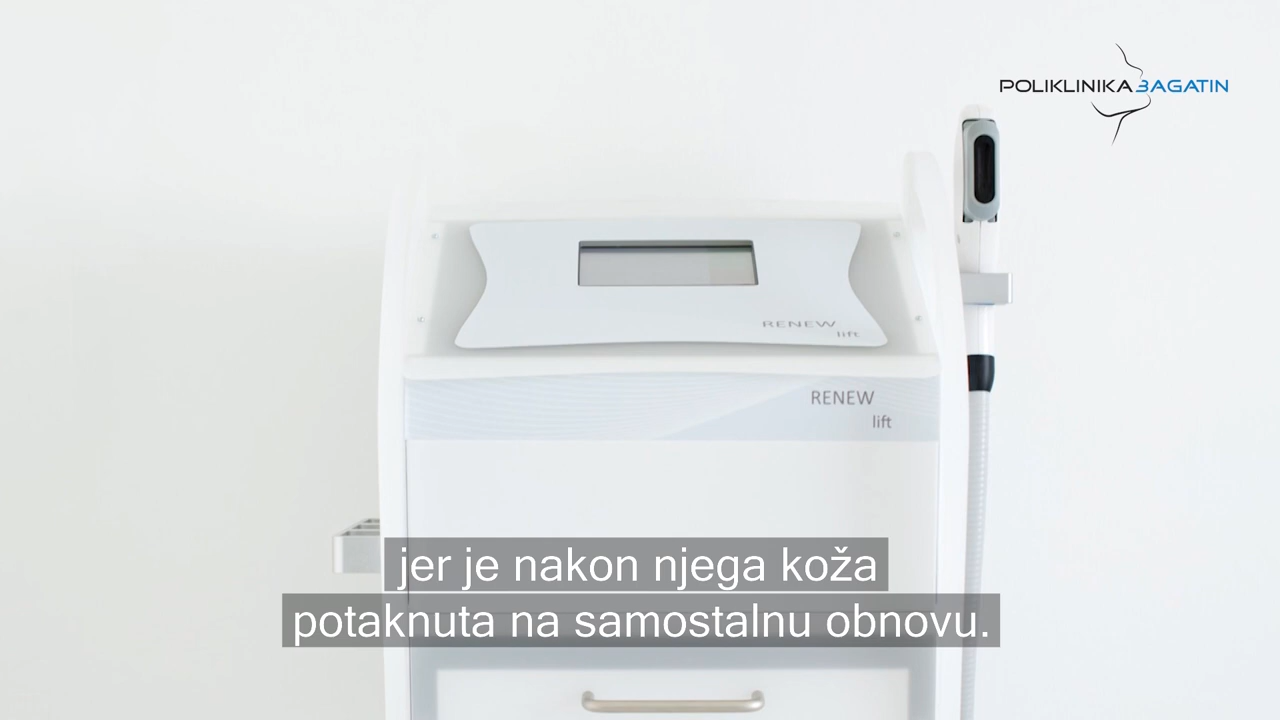 POLIKLINIKA BAGATIN
RENEW
lift
RENEW
lift
jer je nakon njega koža
potaknuta na samostalnu obnovu.